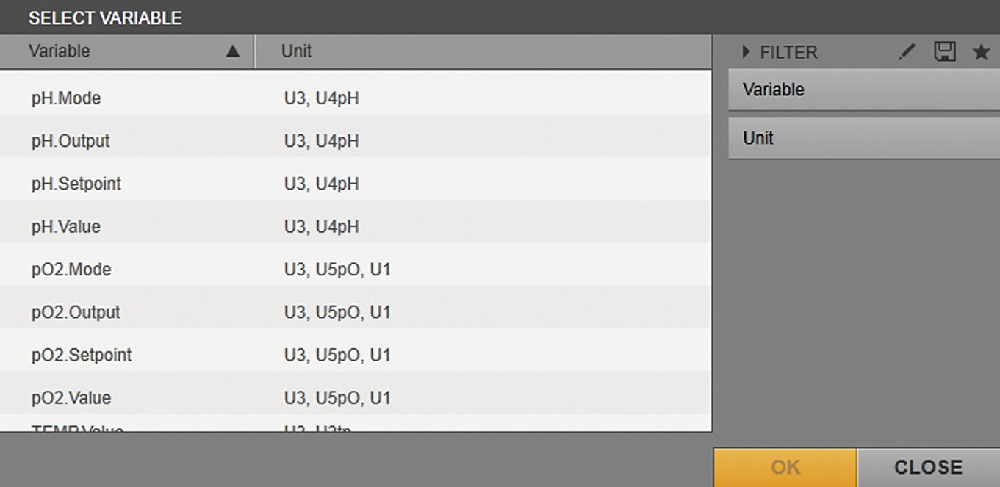 SELECT VARIABLE
Variable Unit
FILTER
Variable
Unit
pH.Mode U3, U4pH
pH.Output U3, U4pH
pH.Setpoint U3, U4pH
pH.Value U3, U4pH
pO2.Mode U3, U5pO, U1
pO2.Output U3, U5pO, U1
pO2.Setpoint U3, U5pO, U1
pO2.Value U3, U5pO, U1
TEMP.Value
OK CLOSE